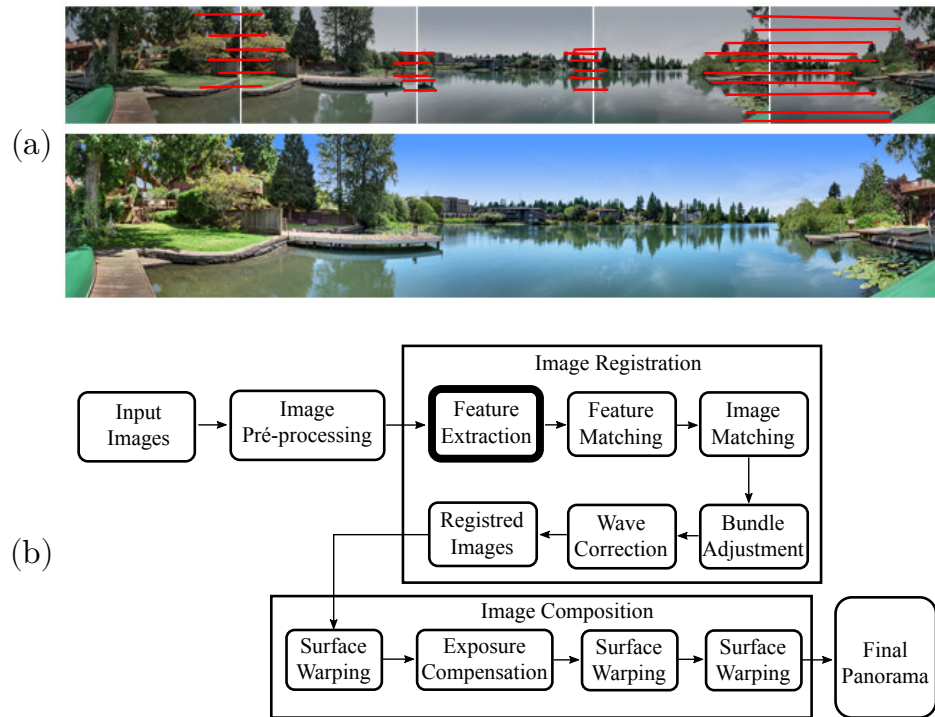 (a)
(b)
Image Registration
Input
Images
Image
Pré-processing
Feature
Extraction
Feature
Matching
Image
Matching
Registred
Images
Wave
Correction
Bundle
Adjustment
Image Composition
Surface
Warping
Exposure
Compensation
Surface
Warping
Surface
Warping
Final
Panorama